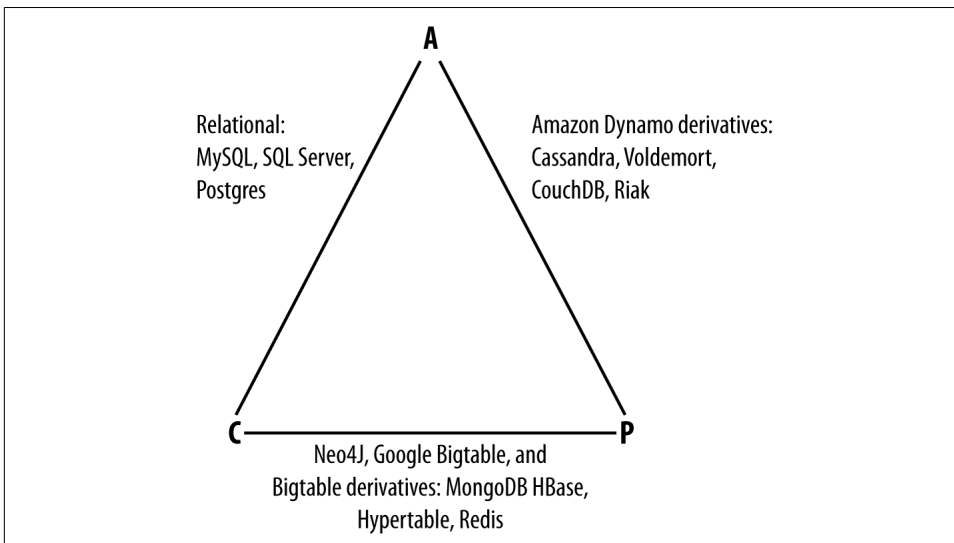 A
Relational:
MySQL, SQL Server,
Postgres
Amazon Dynamo derivatives:
Cassandra, Voldemort,
CouchDB, Riak
C
P
Neo4J, Google Bigtable, and
Bigtable derivatives: MongoDB HBase,
Hypertable, Redis